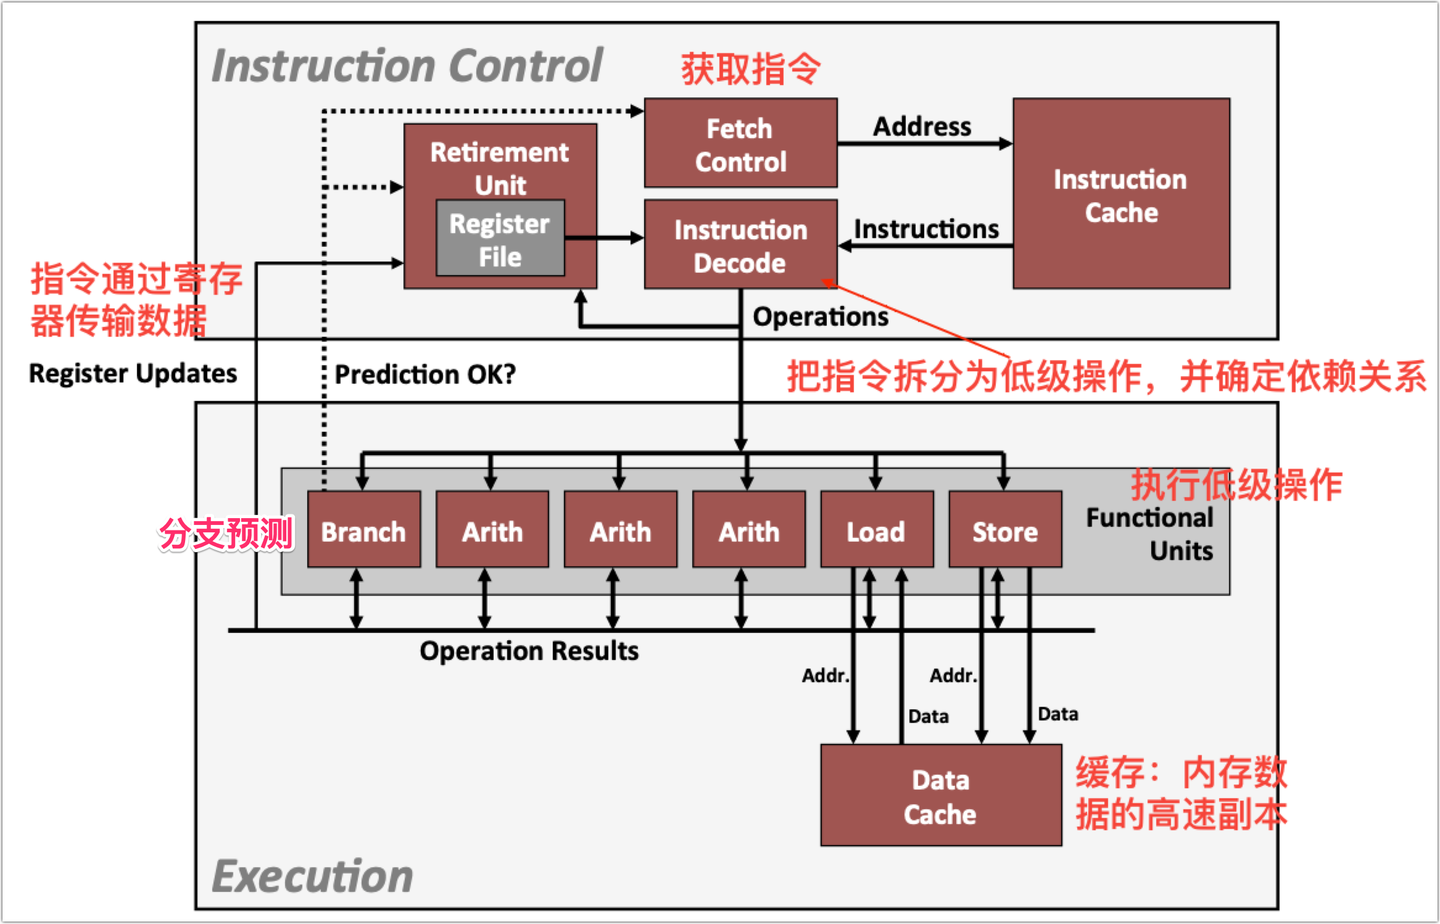 Instruction Control
获取指令
Fetch
Control
Address
Instruction
Cache
Retirement
Unit
Register
File
Instruction
Decode
Instructions
指令通过寄存
器传输数据
Operations
Register Updates
Prediction OK?
把指令拆分为低级操作，并确定依赖关系
执行低级操作
Functional
Units
分支预测
Branch
Arith
Arith
Arith
Load
Store
Operation Results
Addr.
Addr.
Data
Data
Data
Cache
缓存：内存数
据的高速副本
Execution